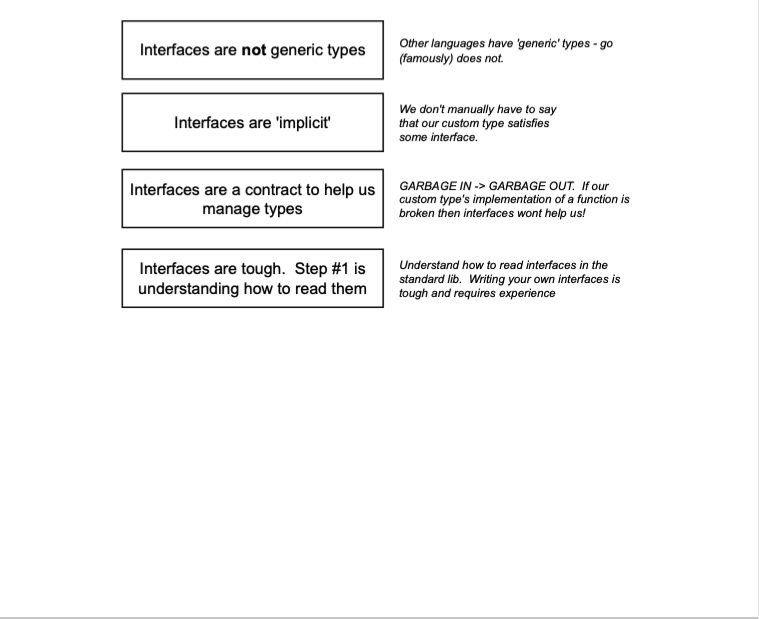 Interfaces are not generic types
Other languages have 'generic' types - go
(famously) does not.
Interfaces are 'implicit'
We don't manually have to say
that our custom type satisfies
some interface.
Interfaces are a contract to help us
manage types
GARBAGE IN -> GARBAGE OUT.  If our
custom type's implementation of a function is
broken then interfaces wont help us!
Interfaces are tough.  Step #1 is
understanding how to read them
Understand how to read interfaces in the
standard lib.  Writing your own interfaces is
tough and requires experience